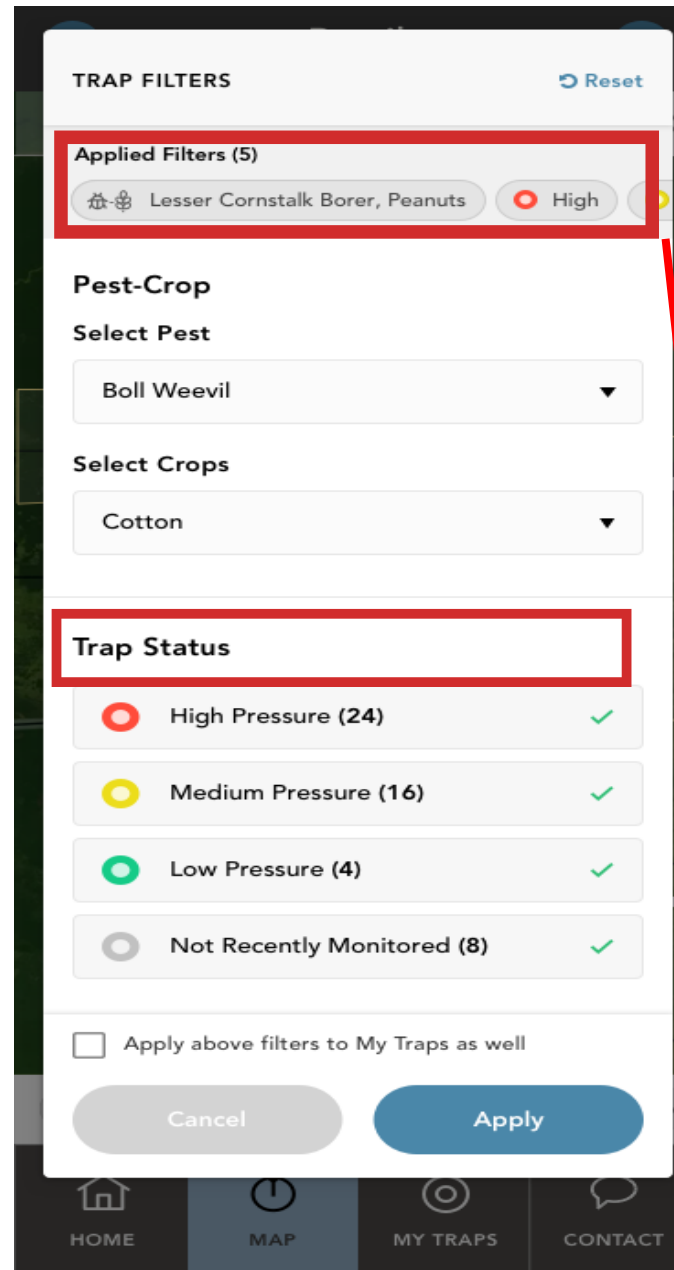 TRAP FILTERS Reset
Applied Filters (5)
Lesser Cornstalk Borer, Peanuts High
Pest-Crop
Select Pest
Boll Weevil
Select Crops
Cotton
Trap Status
High Pressure (24)
Medium Pressure (16)
Low Pressure (4)
Not Recently Monitored (8)
Apply above filters to My Traps as well
Cancel Apply
HOME MAP MY TRAPS CONTACT